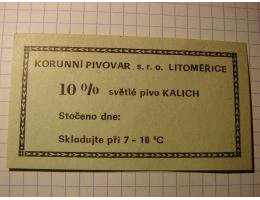 KORUNNÍ PIVOVAR s. r. o. LITOMĚŘICE
10 % světlé pivo KALICH
Stočeno dne:
Skladujte při 7 - 10 °C